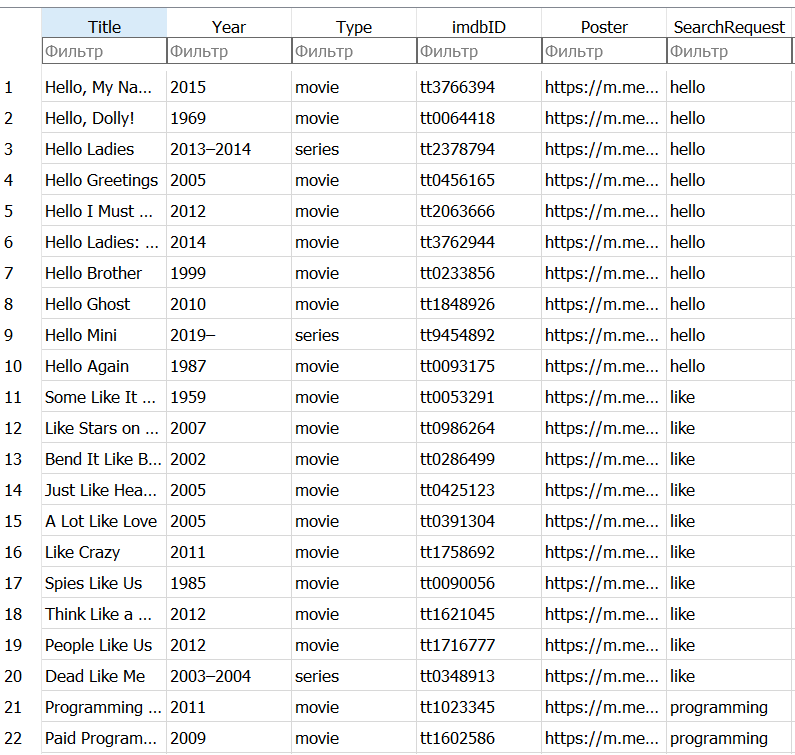 Title Year Type imdbID Poster SearchRequest
Фильтр Фильтр Фильтр Фильтр Фильтр Фильтр
1 Hello, My Na... 2015 movie tt3766394 https://m.me... hello
2 Hello, Dolly! 1969 movie tt0064418 https://m.me... hello
3 Hello Ladies 2013–2014 series tt2378794 https://m.me... hello
4 Hello Greetings 2005 movie tt0456165 https://m.me... hello
5 Hello I Must ... 2012 movie tt2063666 https://m.me... hello
6 Hello Ladies: ... 2014 movie tt3762944 https://m.me... hello
7 Hello Brother 1999 movie tt0233856 https://m.me... hello
8 Hello Ghost 2010 movie tt1848926 https://m.me... hello
9 Hello Mini 2019– series tt9454892 https://m.me... hello
10 Hello Again 1987 movie tt0093175 https://m.me... hello
11 Some Like It ... 1959 movie tt0053291 https://m.me... like
12 Like Stars on ... 2007 movie tt0986264 https://m.me... like
13 Bend It Like B... 2002 movie tt0286499 https://m.me... like
14 Just Like Hea... 2005 movie tt0425123 https://m.me... like
15 A Lot Like Love 2005 movie tt0391304 https://m.me... like
16 Like Crazy 2011 movie tt1758692 https://m.me... like
17 Spies Like Us 1985 movie tt0090056 https://m.me... like
18 Think Like a ... 2012 movie tt1621045 https://m.me... like
19 People Like Us 2012 movie tt1716777 https://m.me... like
20 Dead Like Me 2003–2004 series tt0348913 https://m.me... like
21 Programming ... 2011 movie tt1023345 https://m.me... programming
22 Paid Program... 2009 movie tt1602586 https://m.me... programming